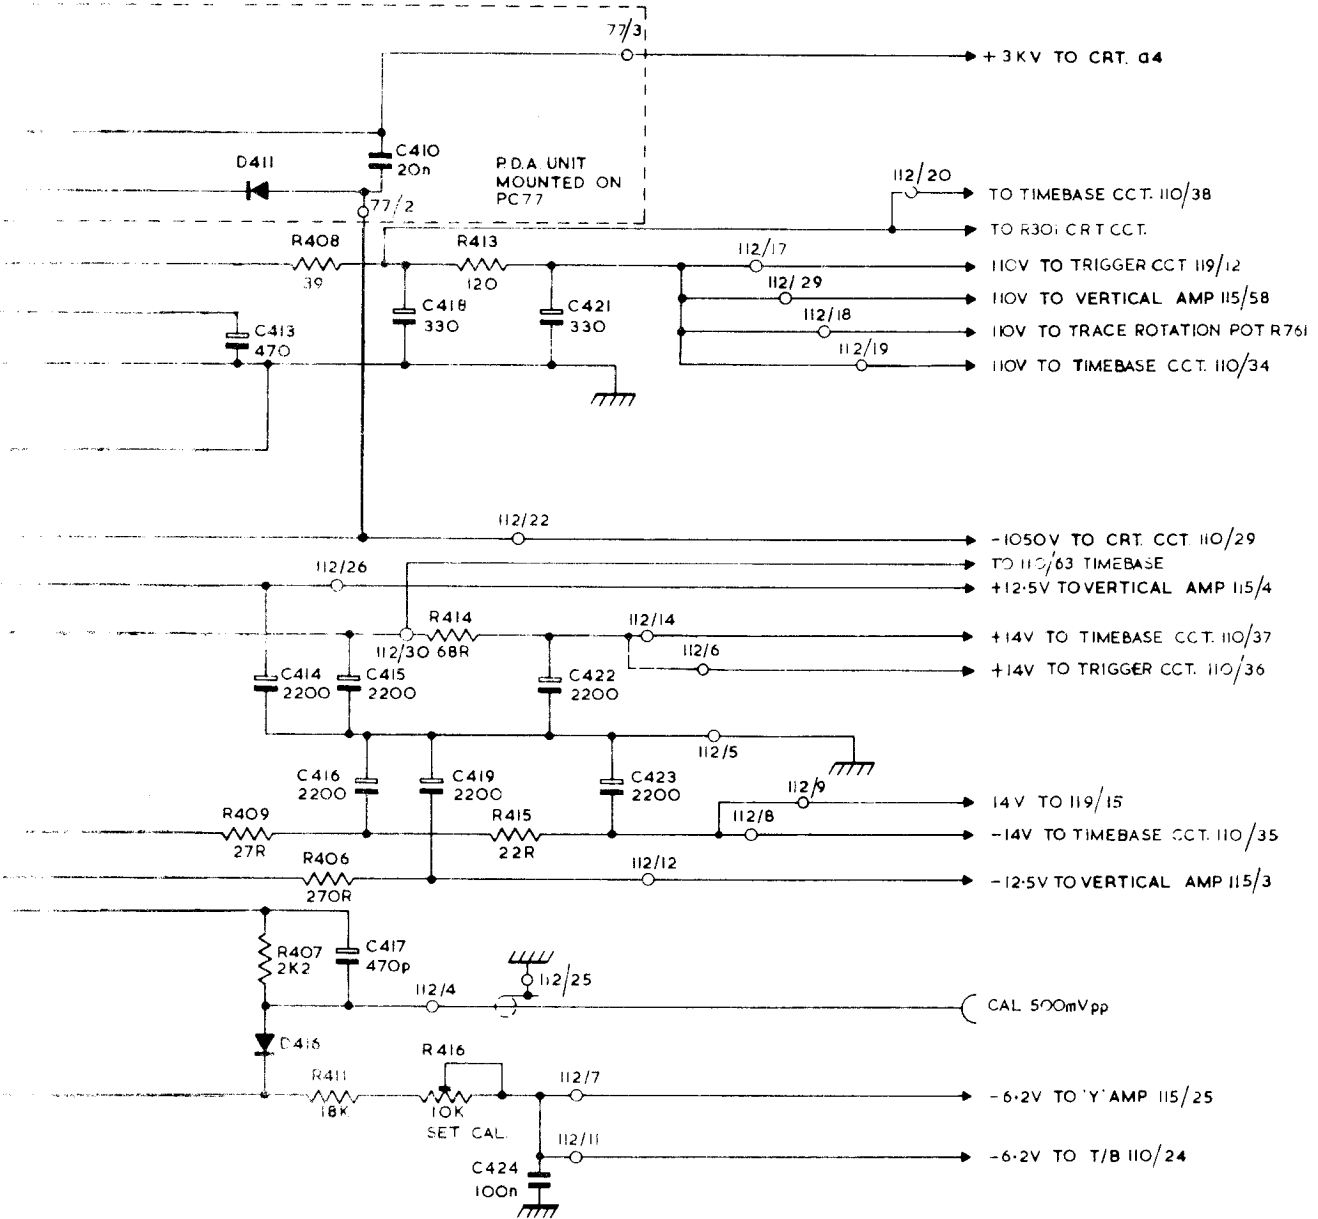 77/3
+3KV TO CRT. a4
D411
C410
20n
P.D.A. UNIT
MOUNTED ON
PC77
77/2
112/20
TO TIMEBASE CCT. 110/38
TO R301 CRT CCT.
R408
39
R413
120
112/17
110V TO TRIGGER CCT 119/12
112/29
110V TO VERTICAL AMP 115/58
C418
330
C421
330
112/18
110V TO TRACE ROTATION POT R761
C413
470
112/19
110V TO TIMEBASE CCT. 110/34
112/22
-1050V TO CRT. CCT 110/29
TO 110/63 TIMEBASE
112/26
+12·5V TO VERTICAL AMP 115/4
R414
68R
112/30
112/14
+14V TO TIMEBASE CCT. 110/37
112/6
+14V TO TRIGGER CCT. 110/36
C414
2200
C415
2200
C422
2200
112/5
C416
2200
C419
2200
C423
2200
112/9
14V TO 119/15
R409
27R
R415
22R
112/8
-14V TO TIMEBASE CCT. 110/35
R406
270R
112/12
-12·5V TO VERTICAL AMP 115/3
R407
2K2
C417
470p
112/25
112/4
CAL 500mVpp
D416
R411
18K
R416
10K
SET CAL.
112/7
-6·2V TO 'Y' AMP 115/25
112/11
-6·2V TO T/B 110/24
C424
100n